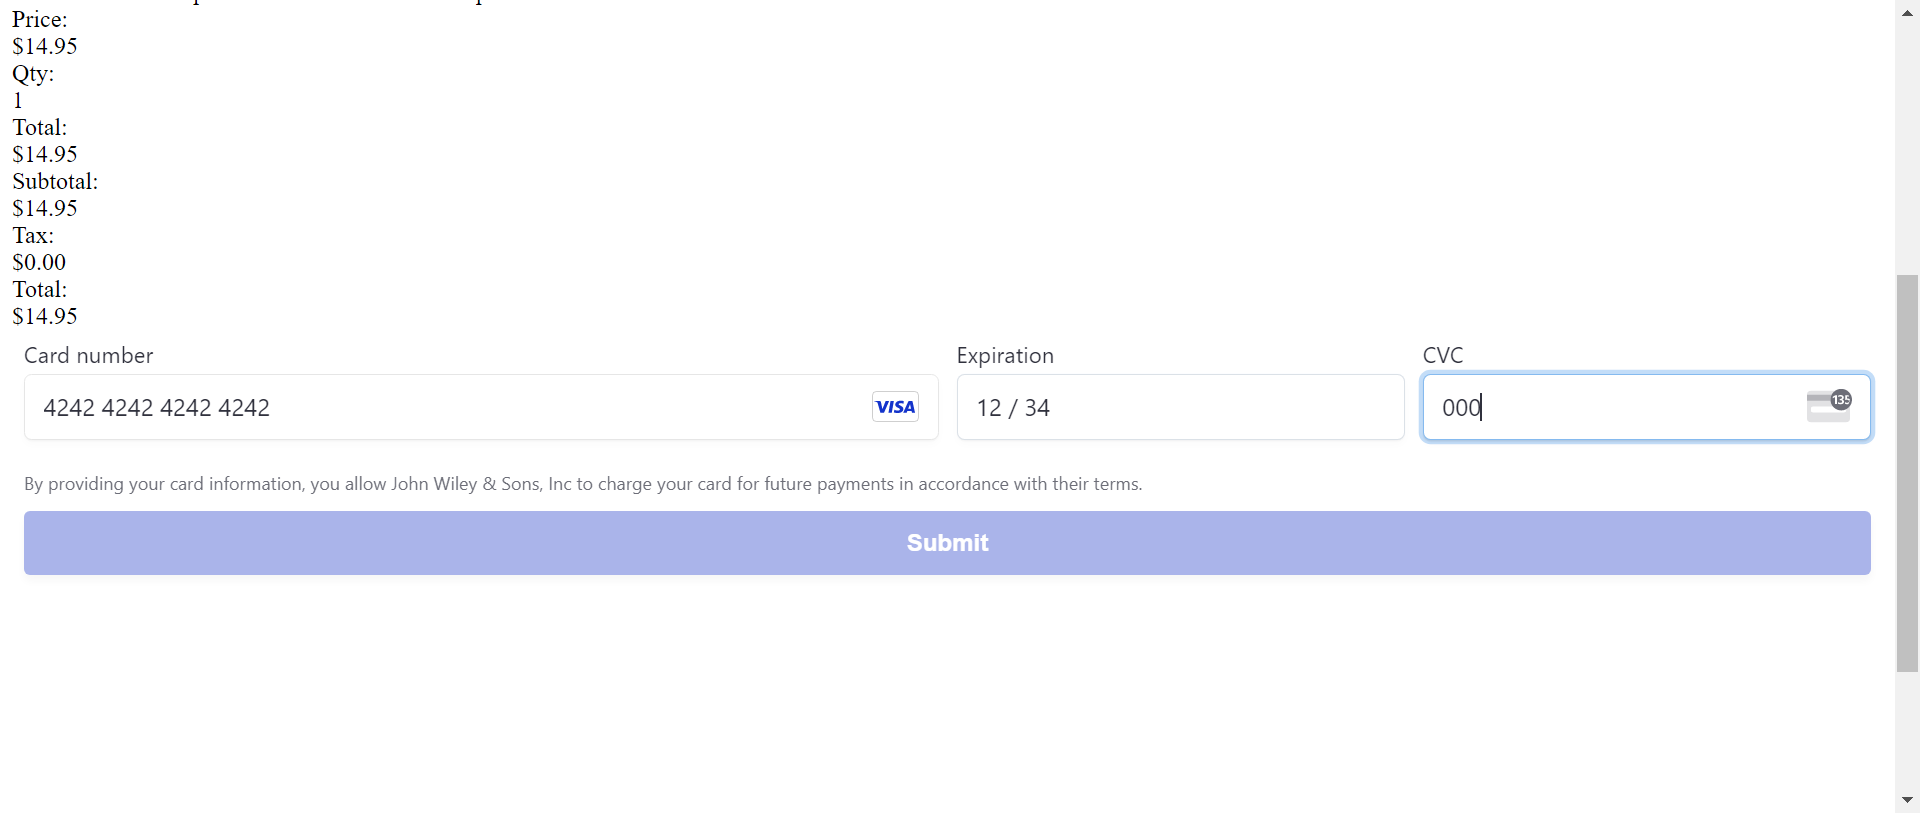 Price:
$14.95
Qty:
1
Total:
$14.95
Subtotal:
$14.95
Tax:
$0.00
Total:
$14.95
Card number Expiration CVC
4242 4242 4242 4242 VISA 12 / 34 000 135
By providing your card information, you allow John Wiley & Sons, Inc to charge your card for future payments in accordance with their terms.
Submit